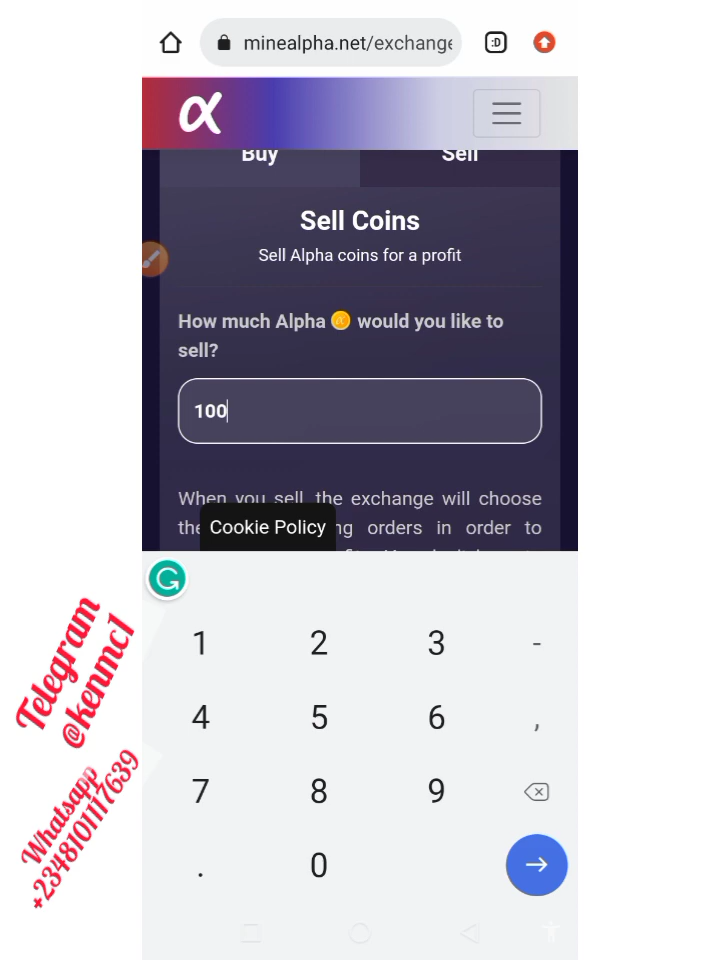 :D
minealpha.net/exchange
α
Buy
Sell
Sell Coins
Sell Alpha coins for a profit
How much Alpha would you like to
sell?
100
When you sell, the exchange will choose
the
ng orders in order to
Cookie Policy
1
2
3
-
4
5
6
,
7
8
9
.
0
Telegram
@kenmcl
Whatsapp
+2348101117639